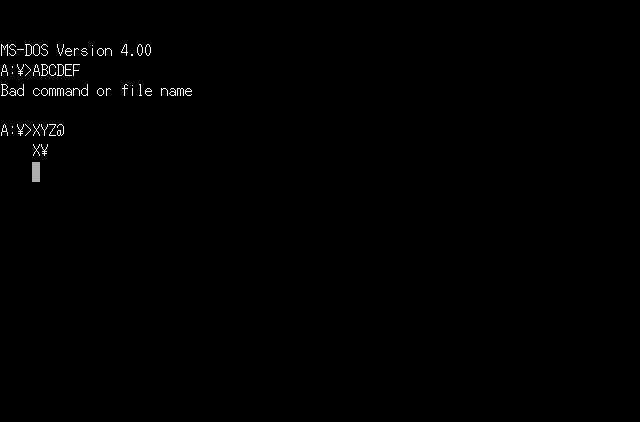 MS-DOS Version 4.00
A:¥>ABCDEF
Bad command or file name
A:¥>XYZ@
X¥